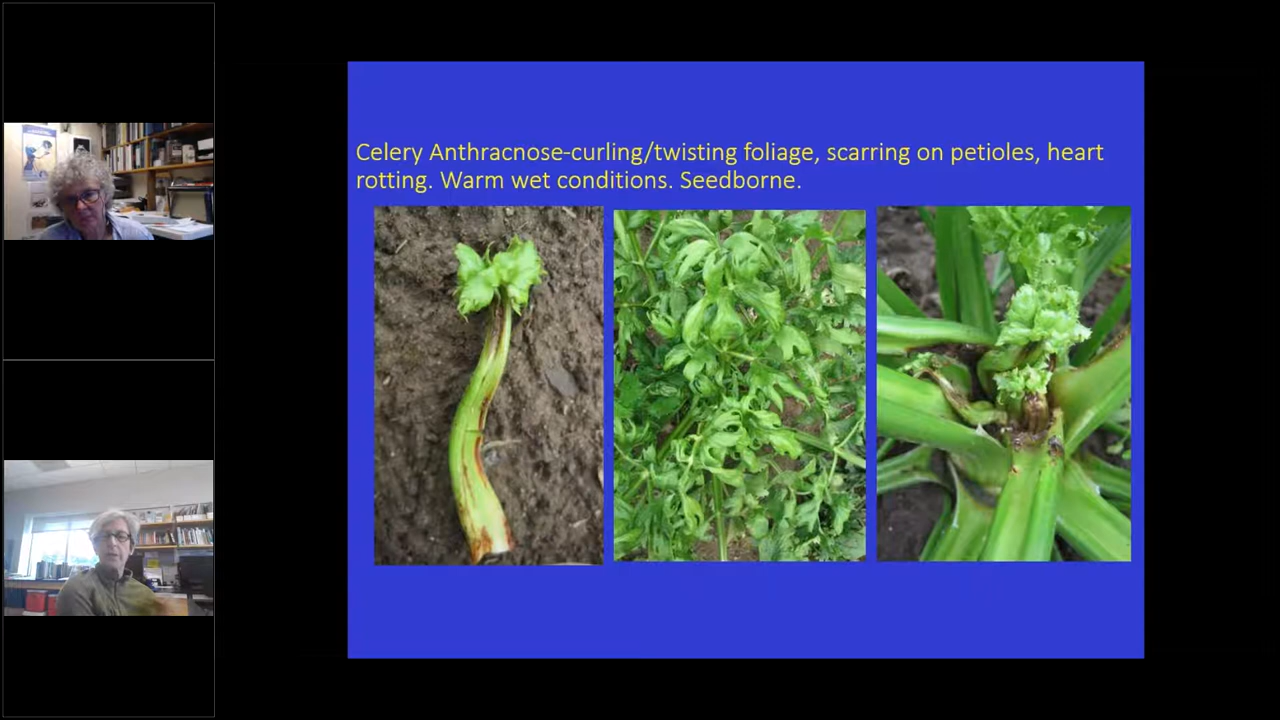 Celery Anthracnose-curling/twisting foliage, scarring on petioles, heart
rotting. Warm wet conditions. Seedborne.